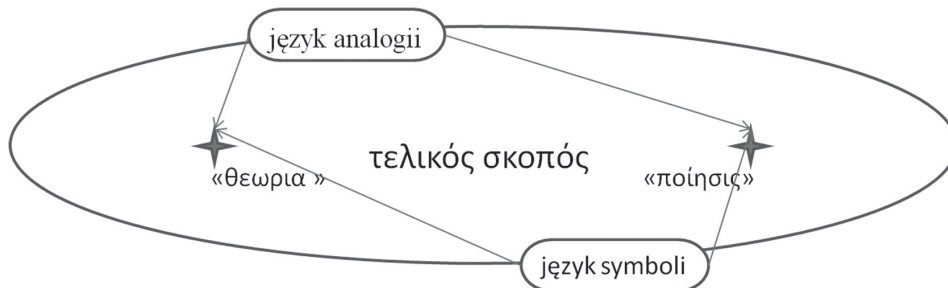 język analogii
τελικός σκοπός
«θεωρια »
«ποίησις»
język symboli